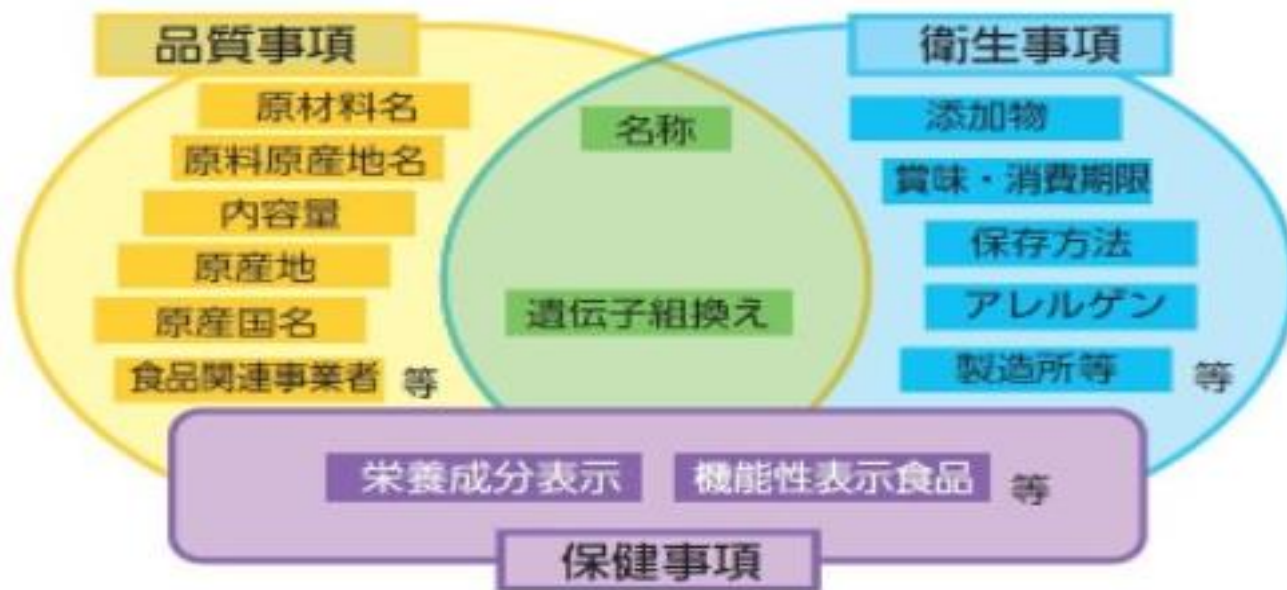 品質事項
原材料名
原料原産地名
内容量
原産地
原産国名
食品関連事業者 等
名称
遺伝子組換え
衛生事項
添加物
賞味・消費期限
保存方法
アレルゲン
製造所等 等
栄養成分表示 機能性表示食品 等
保健事項